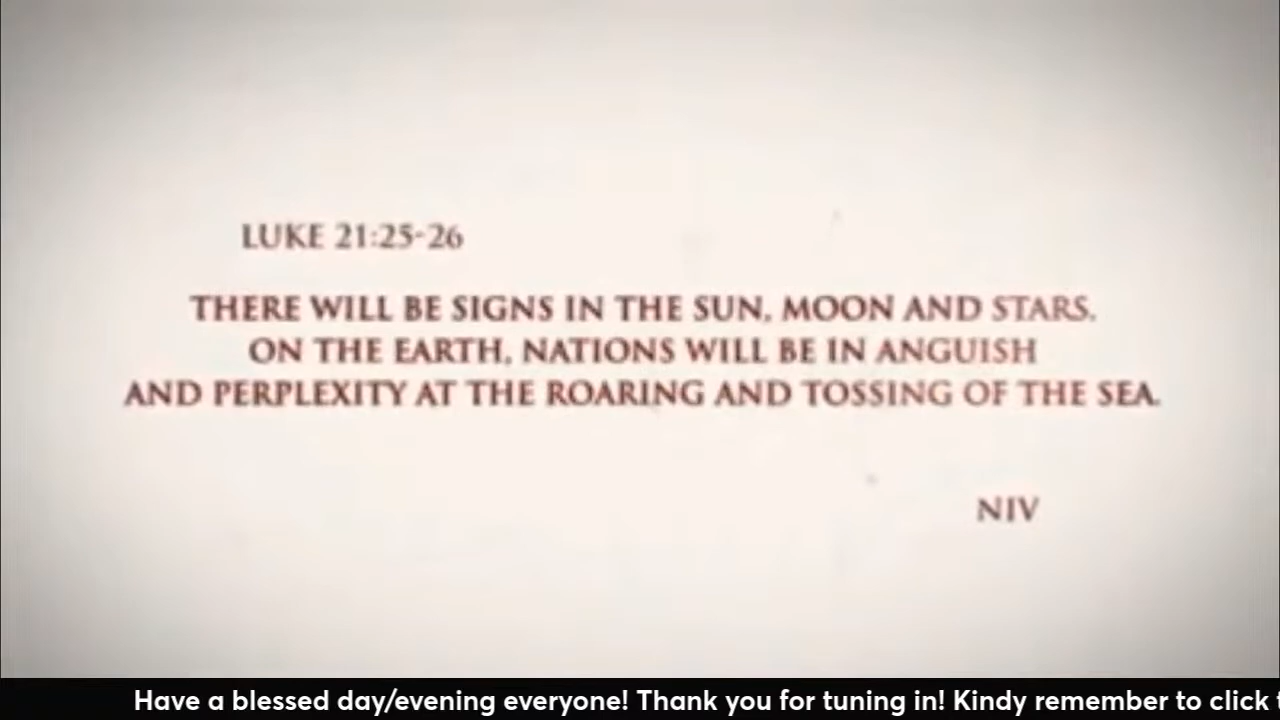 LUKE 21:25-26
THERE WILL BE SIGNS IN THE SUN, MOON AND STARS.
ON THE EARTH, NATIONS WILL BE IN ANGUISH
AND PERPLEXITY AT THE ROARING AND TOSSING OF THE SEA.
NIV
Have a blessed day/evening everyone! Thank you for tuning in! Kindy remember to click